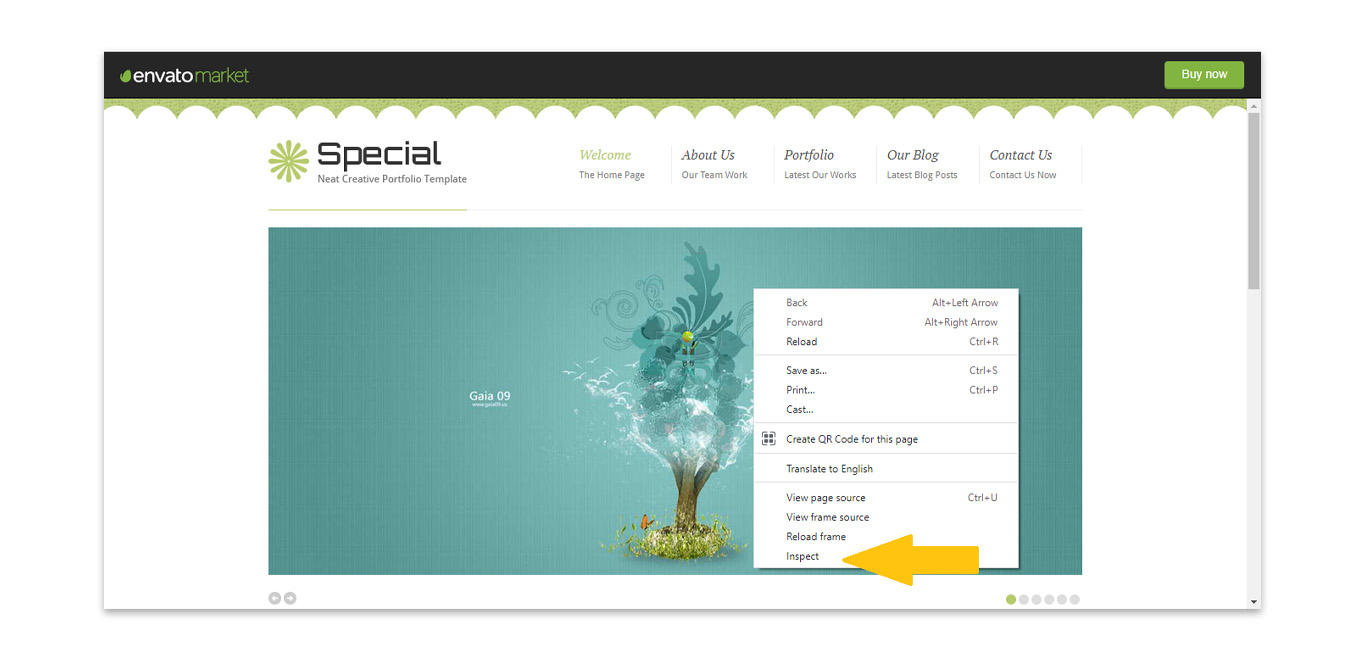 envatomarket
Buy now
Special
Neat Creative Portfolio Template
Welcome
The Home Page
About Us
Our Team Work
Portfolio
Latest Our Works
Our Blog
Latest Blog Posts
Contact Us
Contact Us Now
Gaia 09
www.gaia09.us
Back Alt+Left Arrow
Forward Alt+Right Arrow
Reload Ctrl+R
Save as... Ctrl+S
Print... Ctrl+P
Cast...
Create QR Code for this page
Translate to English
View page source Ctrl+U
View frame source
Reload frame
Inspect